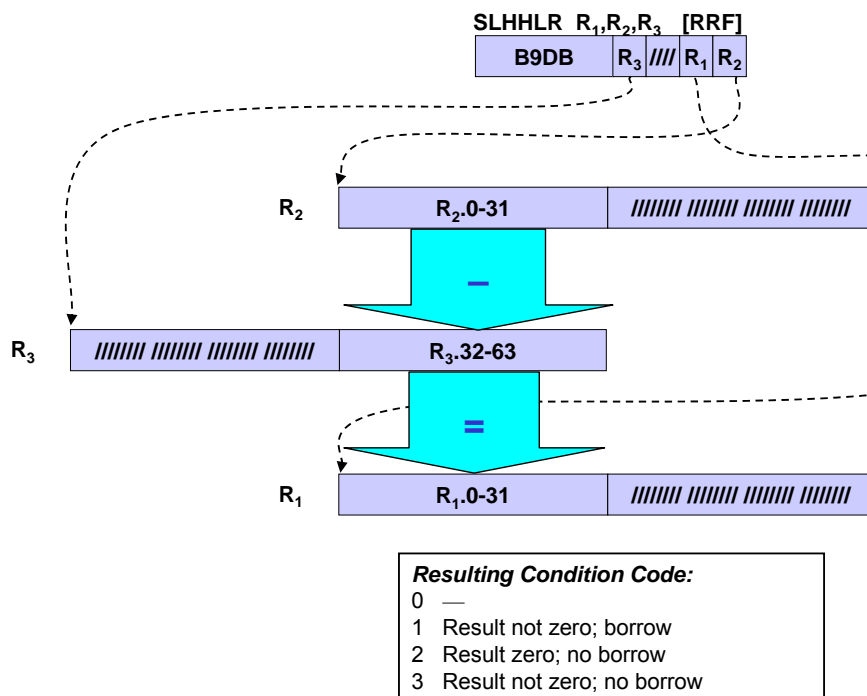 SLHHLR R₁,R₂,R₃ [RRF]
B9DB R₃ //// R₁ R₂
R₂ R₂.0-31 //////// //////// //////// ////////
–
R₃ //////// //////// //////// //////// R₃.32-63
=
R₁ R₁.0-31 //////// //////// //////// ////////
Resulting Condition Code:
0 —
1 Result not zero; borrow
2 Result zero; no borrow
3 Result not zero; no borrow